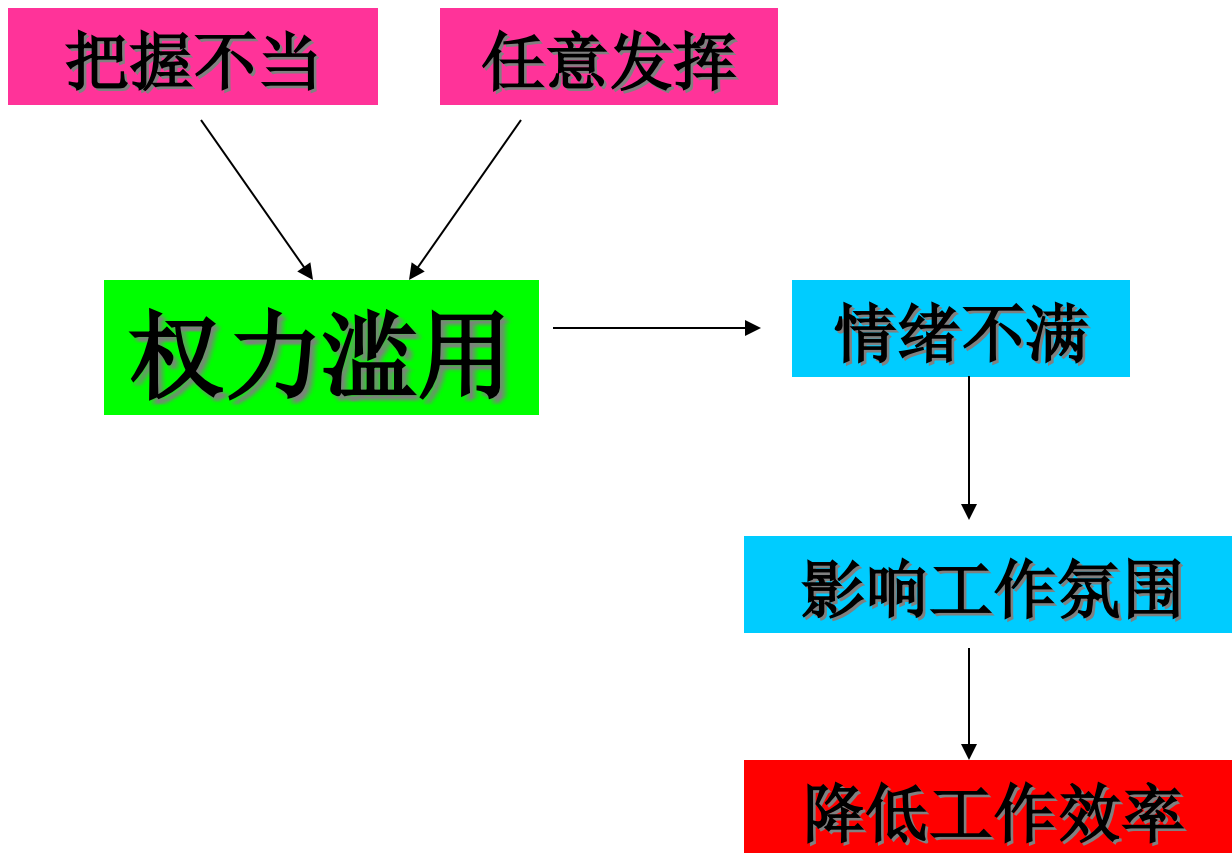 把握不当
任意发挥
权力滥用
情绪不满
影响工作氛围
降低工作效率